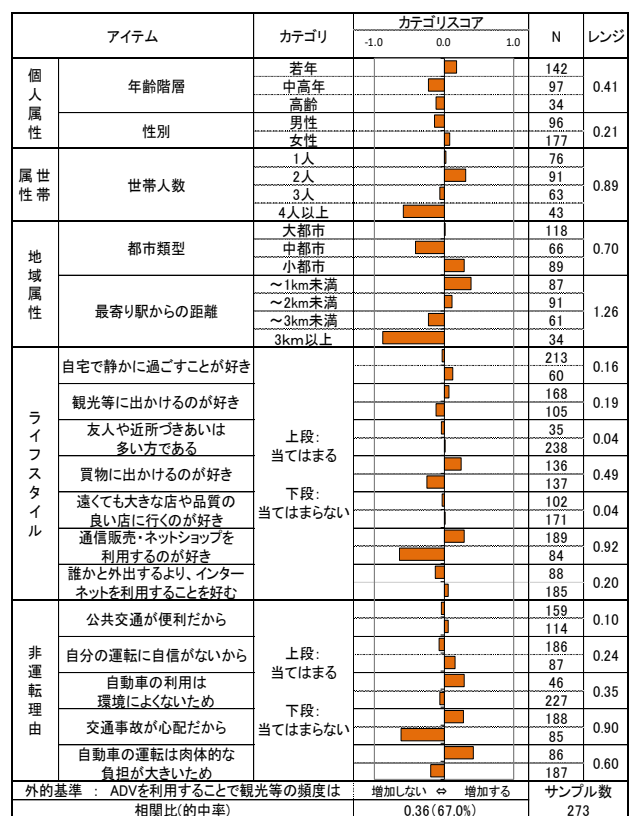 アイテム カテゴリ カテゴリスコア N レンジ
-1.0 0.0 1.0
個人属性
年齢階層 若年 142 0.41
中高年 97
高齢 34
性別 男性 96 0.21
女性 177
世帯属性
世帯人数 1人 76 0.89
2人 91
3人 63
4人以上 43
地域属性
都市類型 大都市 118 0.70
中都市 66
小都市 89
最寄り駅からの距離 ~1km未満 87 1.26
~2km未満 91
~3km未満 61
3km以上 34
ライフスタイル
上段:
当てはまる
下段:
当てはまらない
自宅で静かに過ごすことが好き 213 0.16
60
観光等に出かけるのが好き 168 0.19
105
友人や近所づきあいは 35 0.04
多い方である 238
買物に出かけるのが好き 136 0.49
137
遠くても大きな店や品質の 102 0.04
良い店に行くのが好き 171
通信販売・ネットショップを 189 0.92
利用するのが好き 84
誰かと外出するより、インター 88 0.20
ネットを利用することを好む 185
非運転理由
上段:
当てはまる
下段:
当てはまらない
公共交通が便利だから 159 0.10
114
自分の運転に自信がないから 186 0.24
87
自動車の利用は 46 0.35
環境によくないため 227
交通事故が心配だから 188 0.90
85
自動車の運転は肉体的な 86 0.60
負担が大きいため 187
外的基準 : ADVを利用することで観光等の頻度は 増加しない ⇔ 増加する サンプル数
相関比(的中率) 0.36(67.0%) 273